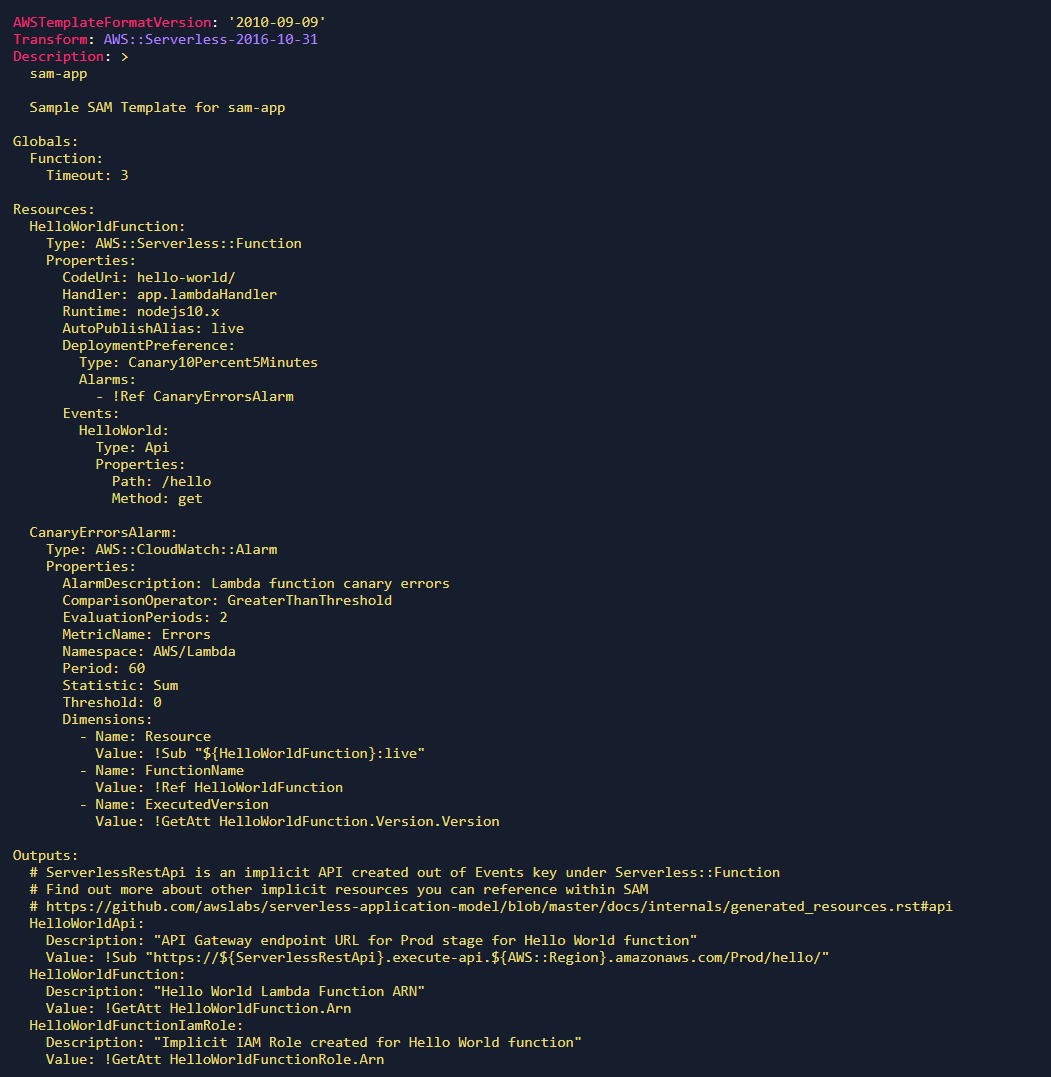 AWSTemplateFormatVersion: '2010-09-09'
Transform: AWS::Serverless-2016-10-31
Description: >
  sam-app

  Sample SAM Template for sam-app

Globals:
  Function:
    Timeout: 3

Resources:
  HelloWorldFunction:
    Type: AWS::Serverless::Function
    Properties:
      CodeUri: hello-world/
      Handler: app.lambdaHandler
      Runtime: nodejs10.x
      AutoPublishAlias: live
      DeploymentPreference:
        Type: Canary10Percent5Minutes
        Alarms:
          - !Ref CanaryErrorsAlarm
      Events:
        HelloWorld:
          Type: Api
          Properties:
            Path: /hello
            Method: get

  CanaryErrorsAlarm:
    Type: AWS::CloudWatch::Alarm
    Properties:
      AlarmDescription: Lambda function canary errors
      ComparisonOperator: GreaterThanThreshold
      EvaluationPeriods: 2
      MetricName: Errors
      Namespace: AWS/Lambda
      Period: 60
      Statistic: Sum
      Threshold: 0
      Dimensions:
        - Name: Resource
          Value: !Sub "${HelloWorldFunction}:live"
        - Name: FunctionName
          Value: !Ref HelloWorldFunction
        - Name: ExecutedVersion
          Value: !GetAtt HelloWorldFunction.Version.Version

Outputs:
  # ServerlessRestApi is an implicit API created out of Events key under Serverless::Function
  # Find out more about other implicit resources you can reference within SAM
  # https://github.com/awslabs/serverless-application-model/blob/master/docs/internals/generated_resources.rst#api
  HelloWorldApi:
    Description: "API Gateway endpoint URL for Prod stage for Hello World function"
    Value: !Sub "https://${ServerlessRestApi}.execute-api.${AWS::Region}.amazonaws.com/Prod/hello/"
  HelloWorldFunction:
    Description: "Hello World Lambda Function ARN"
    Value: !GetAtt HelloWorldFunction.Arn
  HelloWorldFunctionIamRole:
    Description: "Implicit IAM Role created for Hello World function"
    Value: !GetAtt HelloWorldFunctionRole.Arn